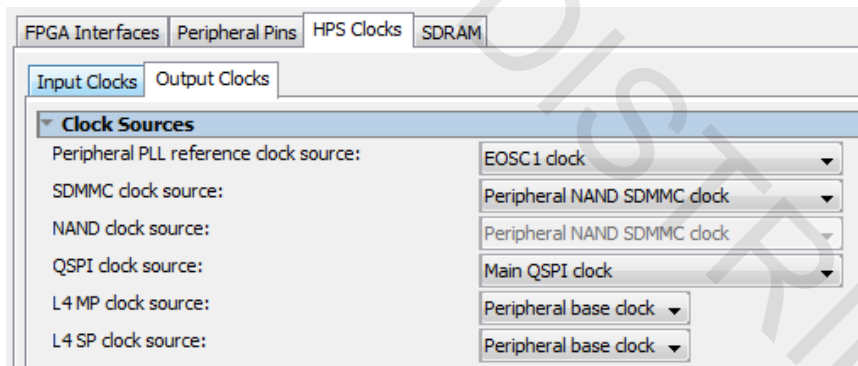 FPGA Interfaces Peripheral Pins HPS Clocks SDRAM
Input Clocks Output Clocks
Clock Sources
Peripheral PLL reference clock source: EOSC1 clock
SDMMC clock source: Peripheral NAND SDMMC clock
NAND clock source: Peripheral NAND SDMMC clock
QSPI clock source: Main QSPI clock
L4 MP clock source: Peripheral base clock
L4 SP clock source: Peripheral base clock